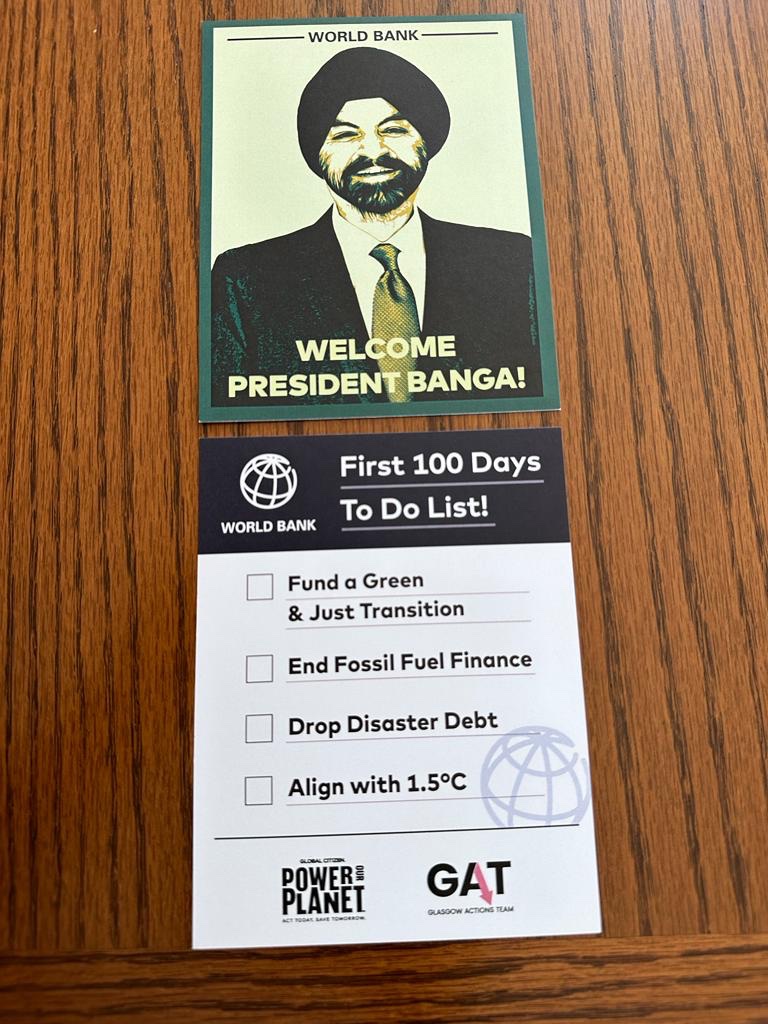 WORLD BANK
WELCOME
PRESIDENT BANGA!
WORLD BANK
First 100 Days
To Do List!
Fund a Green
& Just Transition
End Fossil Fuel Finance
Drop Disaster Debt
Align with 1.5°C
GLOBAL CITIZEN.
POWER OUR
PLANET
ACT TODAY. SAVE TOMORROW.
GAT
GLASGOW ACTIONS TEAM